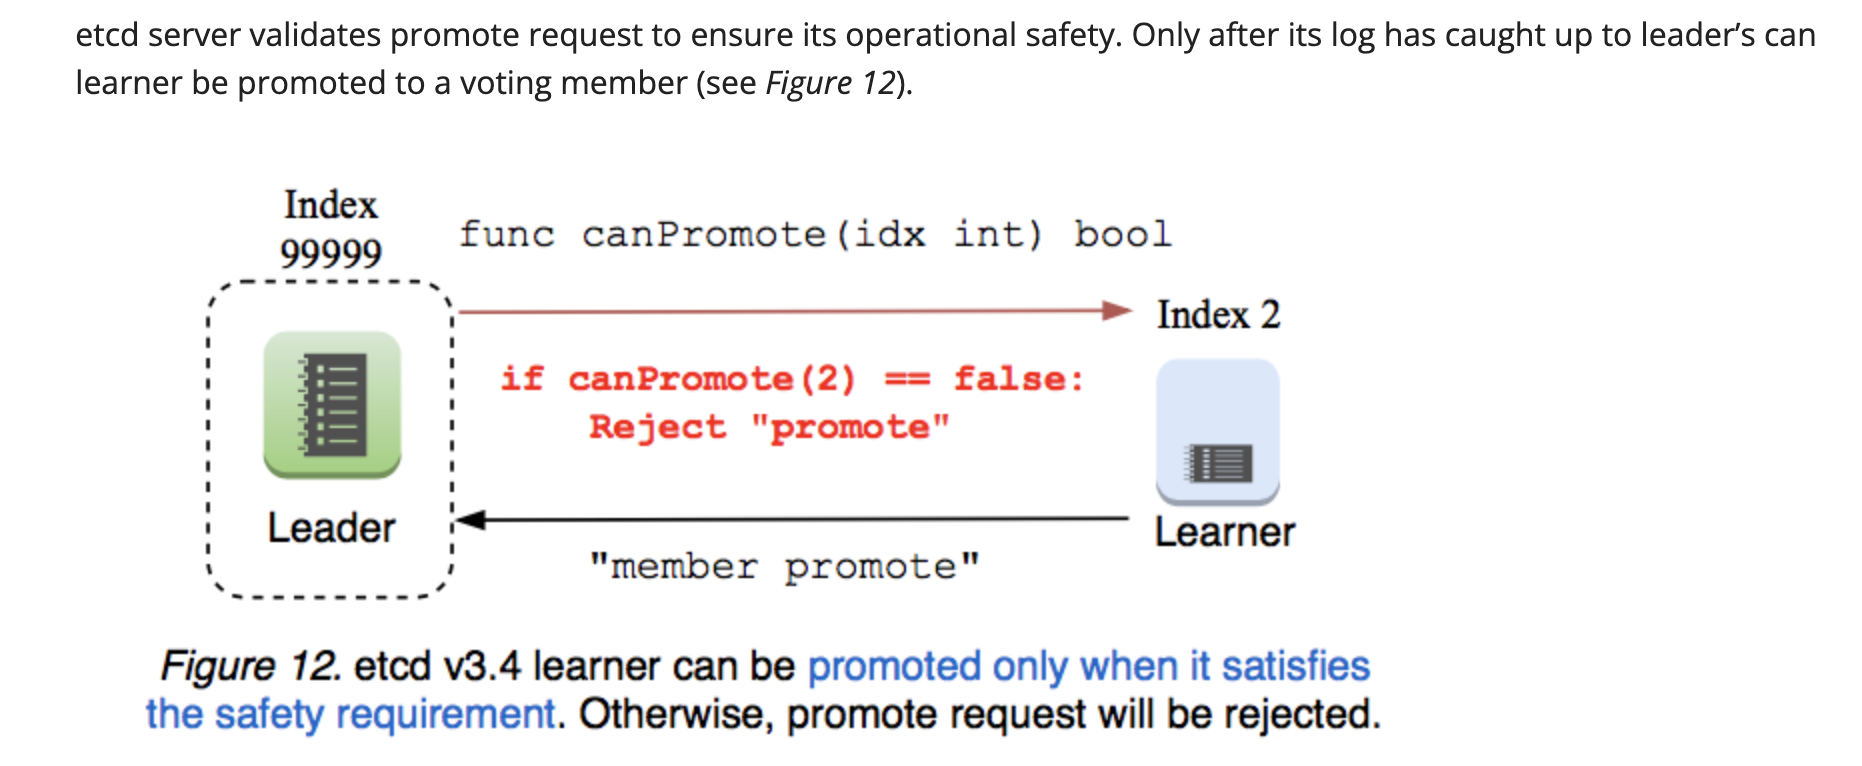 etcd server validates promote request to ensure its operational safety. Only after its log has caught up to leader’s can
learner be promoted to a voting member (see Figure 12).
Index
99999
func canPromote(idx int) bool
Index 2
if canPromote(2) == false:
Reject "promote"
Leader
Learner
"member promote"
Figure 12. etcd v3.4 learner can be promoted only when it satisfies
the safety requirement. Otherwise, promote request will be rejected.